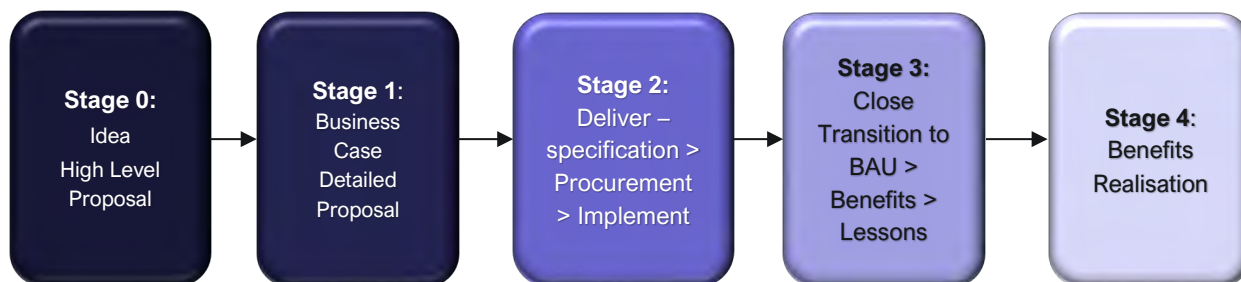 Stage 0:
Idea
High Level
Proposal
Stage 1:
Business
Case
Detailed
Proposal
Stage 2:
Deliver –
specification >
Procurement
> Implement
Stage 3:
Close
Transition to
BAU >
Benefits >
Lessons
Stage 4:
Benefits
Realisation